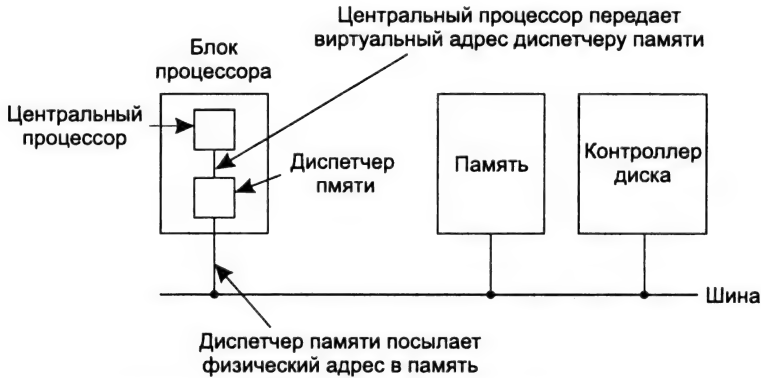 Центральный процессор передает
виртуальный адрес диспетчеру памяти
Блок
процессора
Центральный
процессор
Диспетчер
пмяти
Память
Контроллер
диска
Шина
Диспетчер памяти посылает
физический адрес в память